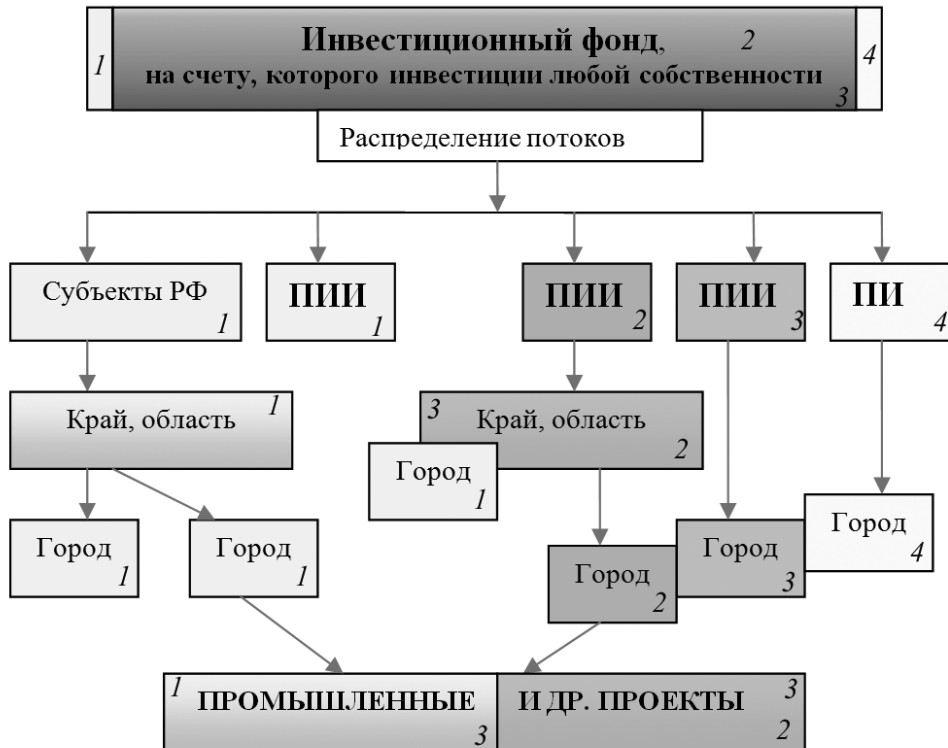 1
Инвестиционный фонд, 2
4
на счету, которого инвестиции любой собственности
3
Распределение потоков
Субъекты РФ
1
ПИИ
1
ПИИ
2
ПИИ
3
ПИ
4
Край, область
1
3
Край, область
2
Город
1
Город
1
Город
1
Город
2
Город
3
Город
4
1
ПРОМЫШЛЕННЫЕ
3
И ДР. ПРОЕКТЫ
3
2